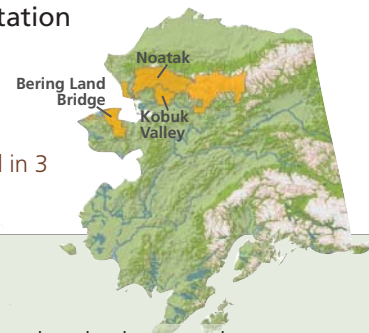 tation
Noatak
Bering Land
Bridge
Kobuk
Valley
l in 3